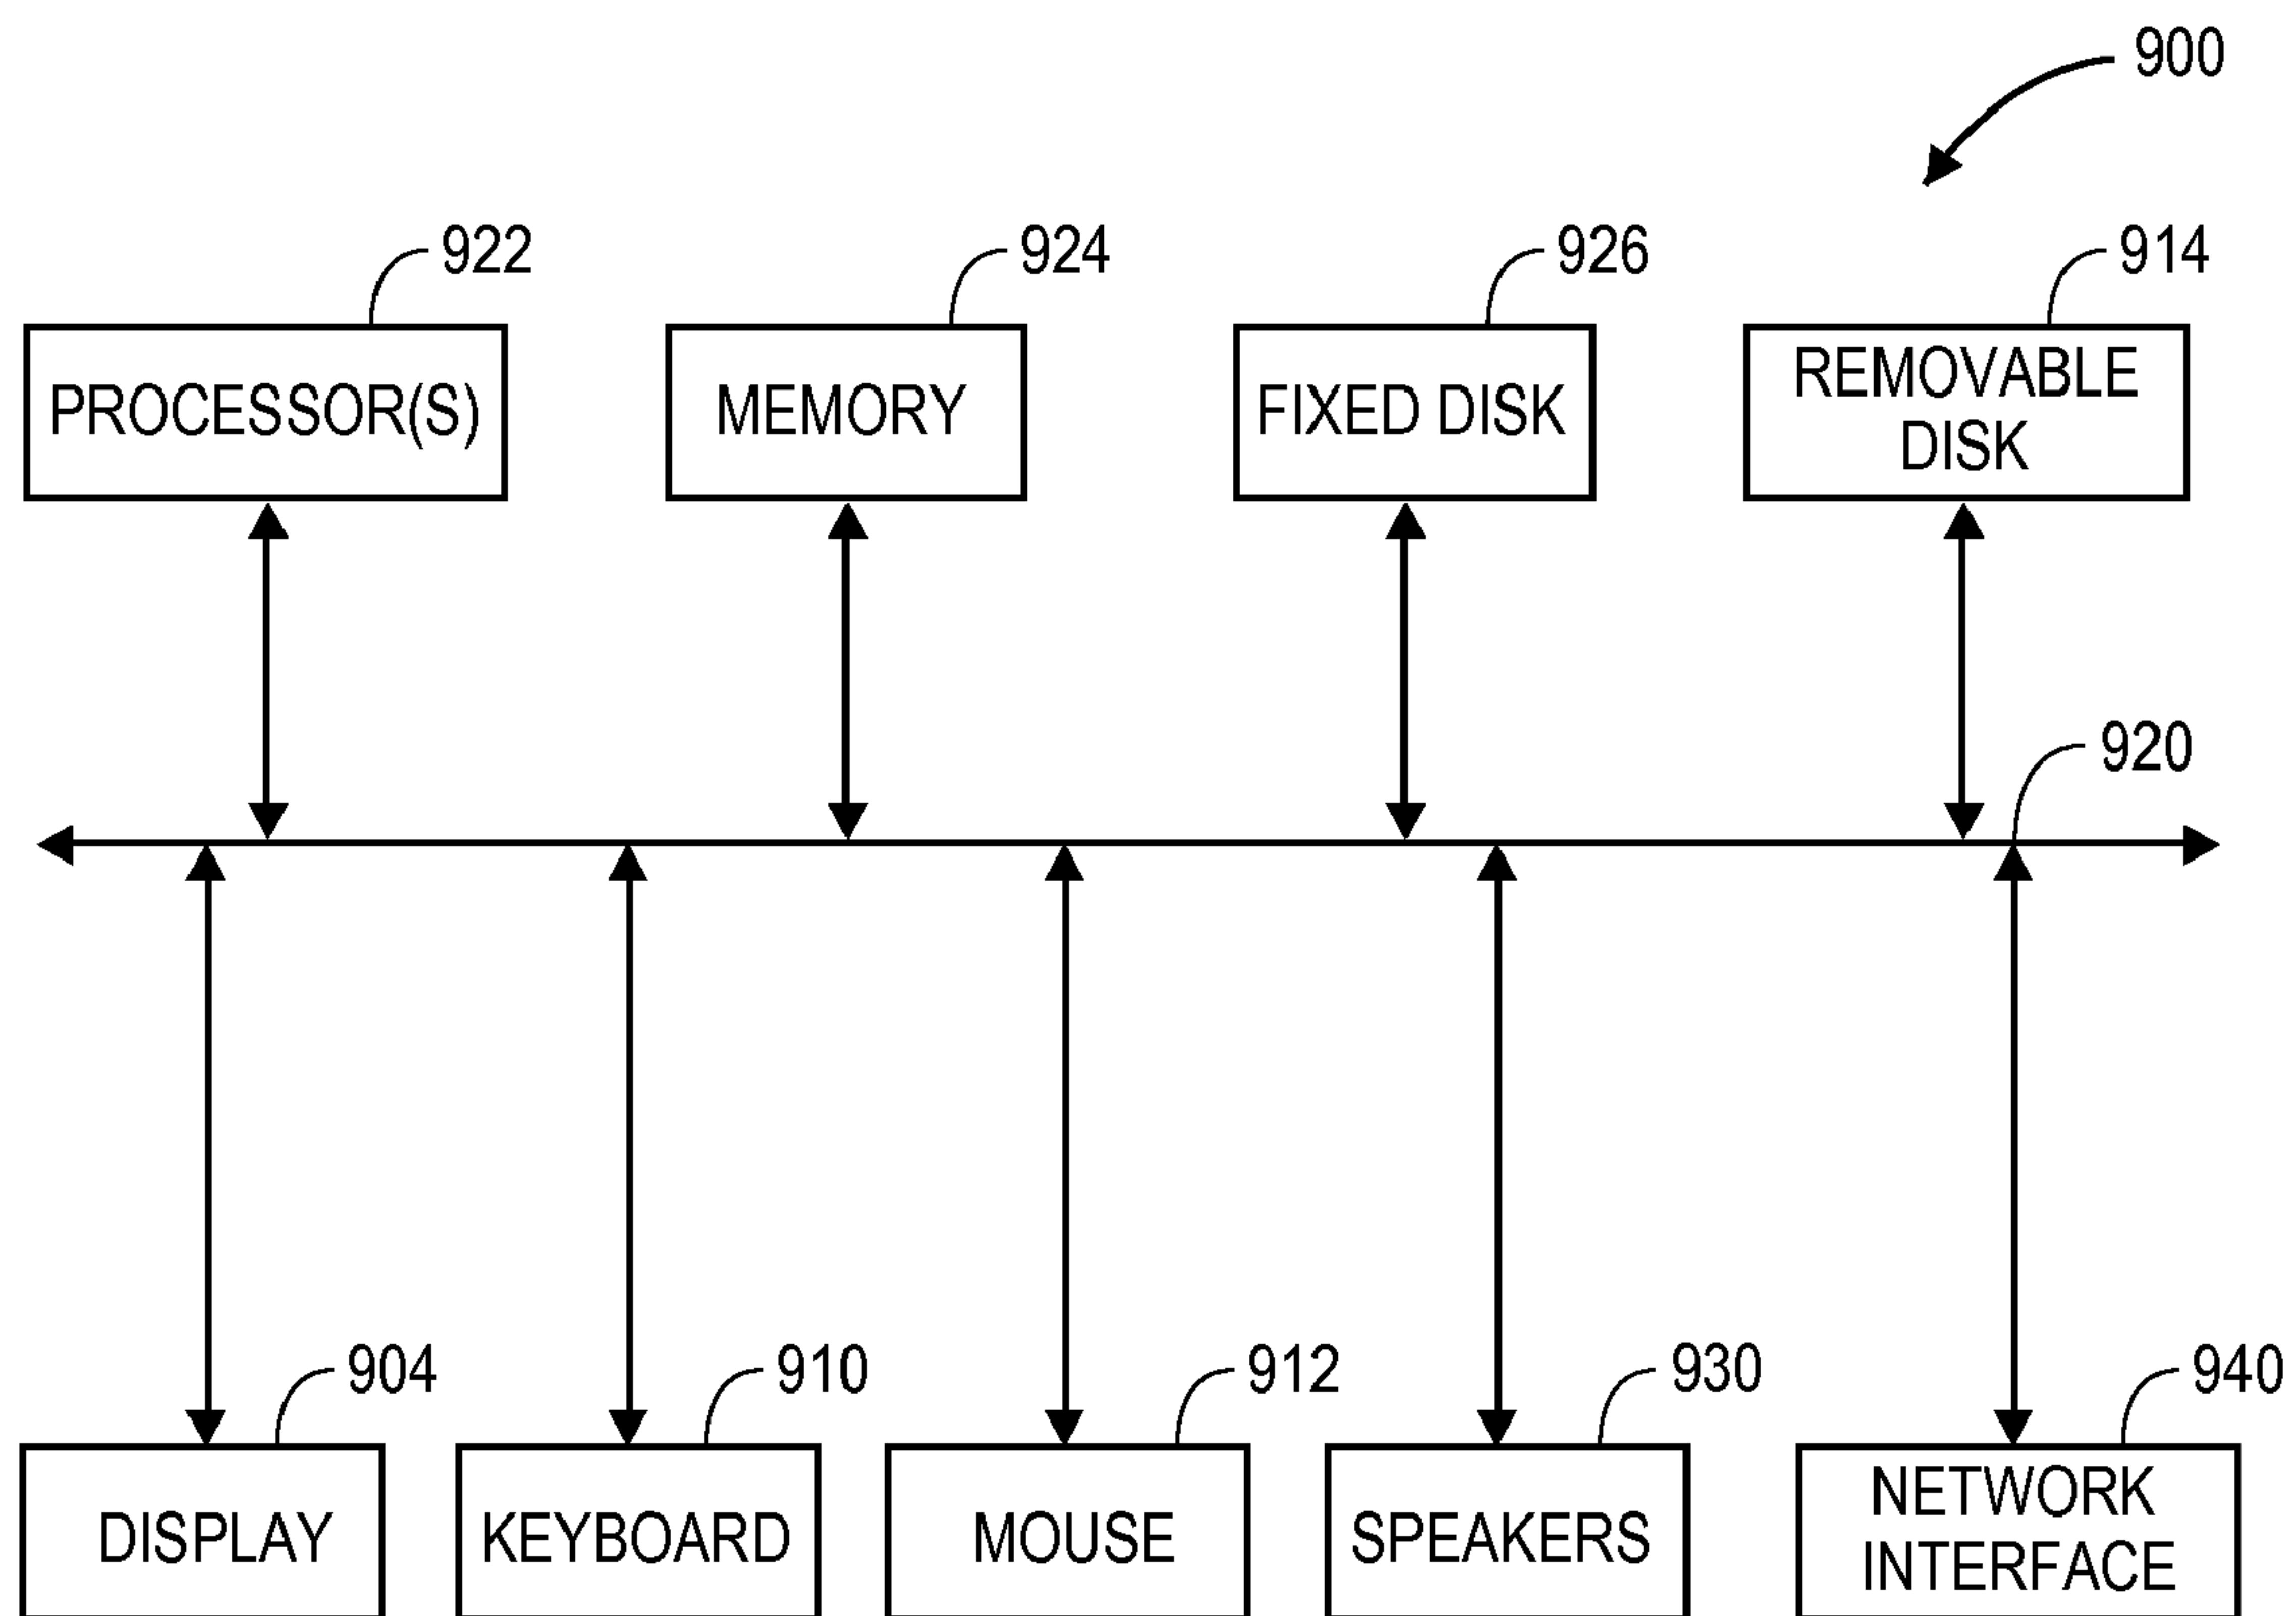 900
922
924
926
914
PROCESSOR(S)
MEMORY
FIXED DISK
REMOVABLE
DISK
920
904
910
912
930
940
DISPLAY
KEYBOARD
MOUSE
SPEAKERS
NETWORK
INTERFACE